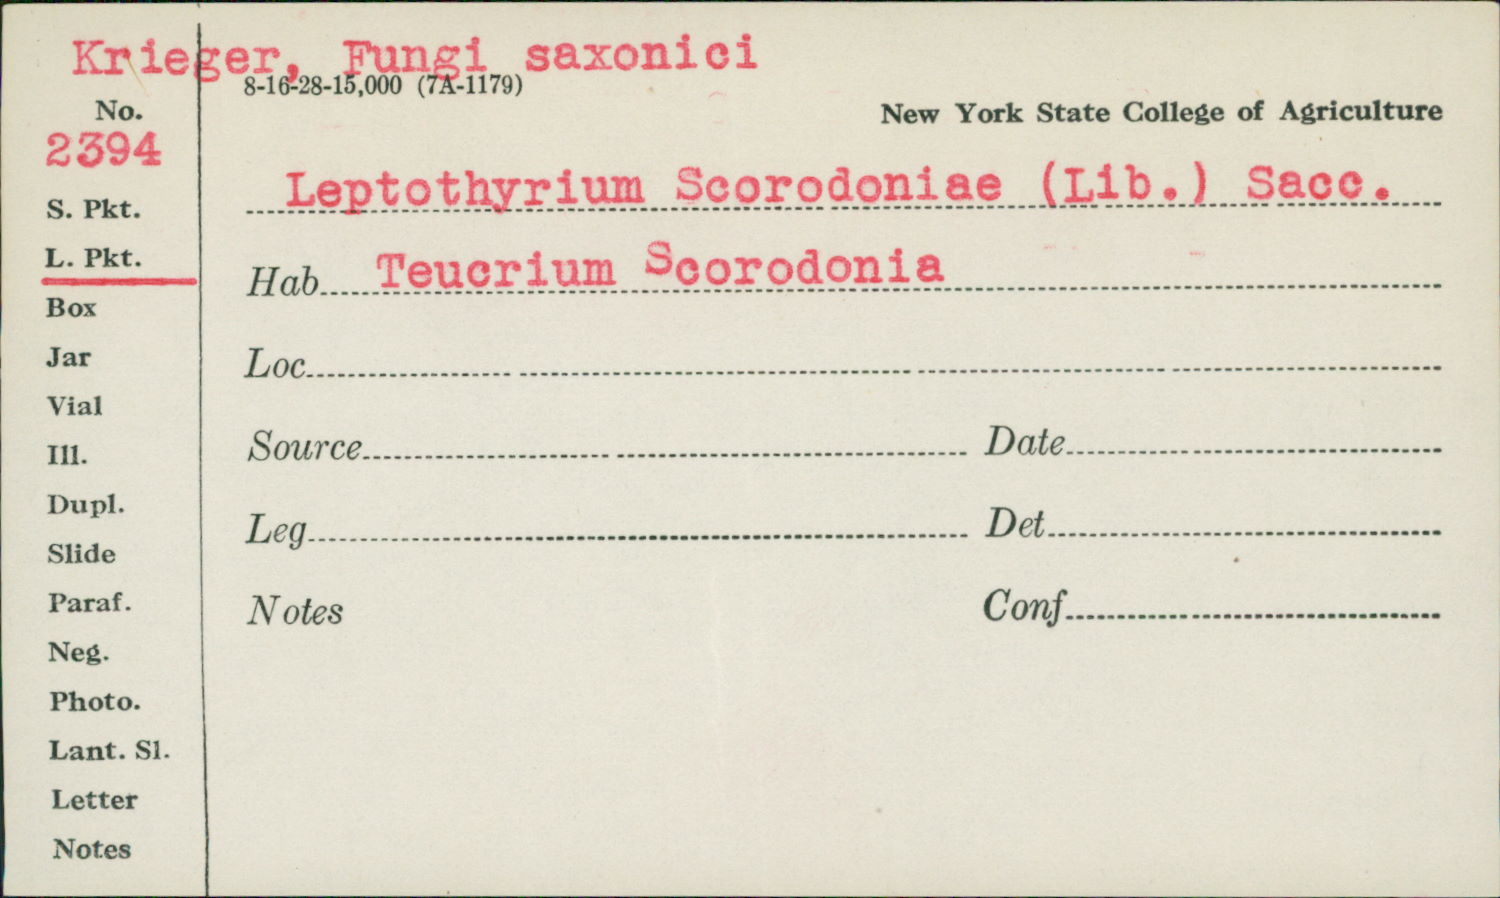 Krieger, Fungi saxonici
8-16-28-15,000 (7A-1179)
No.
New York State College of Agriculture
2394
Leptothyrium Scorodoniae (Lib.) Sacc.
S. Pkt.
L. Pkt.
Hab Teucrium Scorodonia
Box
Jar
Loc
Vial
Ill.
Source Date
Dupl.
Slide
Leg Det
Paraf.
Notes Conf
Neg.
Photo.
Lant. Sl.
Letter
Notes